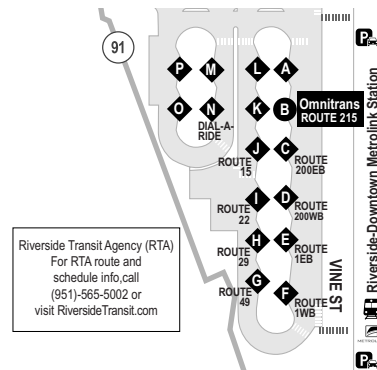 91
P
M
L
A
O
N
K
B
Omnitrans
ROUTE 215
DIAL-A-
RIDE
J
C
ROUTE
15
ROUTE
200EB
I
D
ROUTE
22
ROUTE
200WB
H
E
ROUTE
29
ROUTE
1EB
G
F
ROUTE
49
ROUTE
1WB
VINE ST
P
Riverside-Downtown Metrolink Station
METROL
P
Riverside Transit Agency (RTA)
For RTA route and
schedule info,call
(951)-565-5002 or
visit RiversideTransit.com